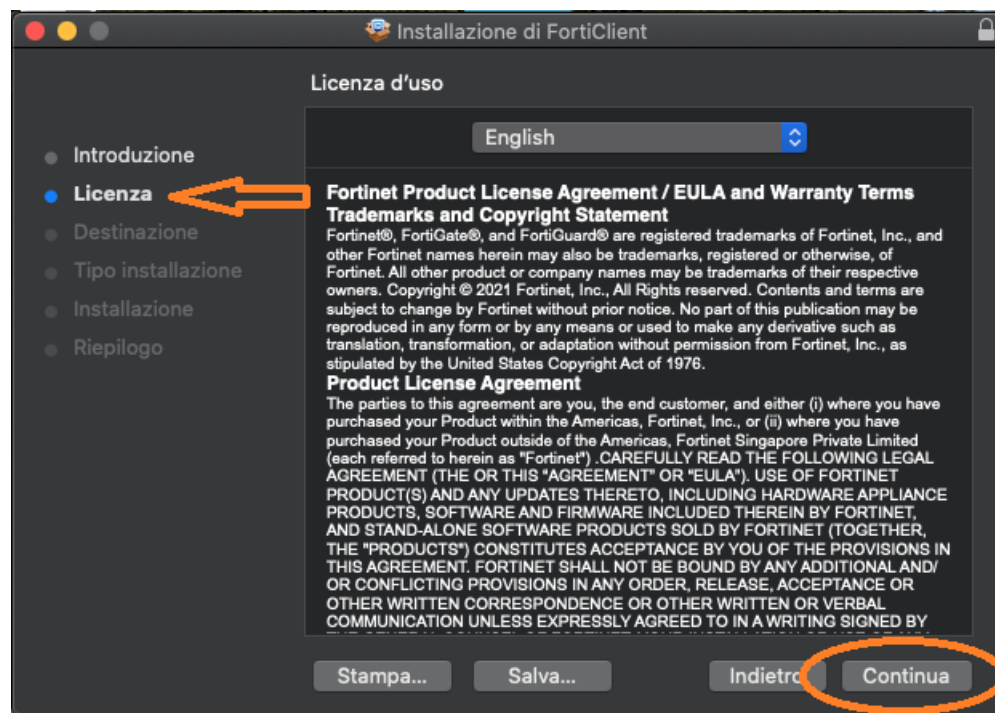 Installazione di FortiClient
Licenza d'uso
English
Introduzione
Licenza
Destinazione
Tipo installazione
Installazione
Riepilogo
Fortinet Product License Agreement / EULA and Warranty Terms
Trademarks and Copyright Statement
Fortinet®, FortiGate®, and FortiGuard® are registered trademarks of Fortinet, Inc., and
other Fortinet names herein may also be trademarks, registered or otherwise, of
Fortinet. All other product or company names may be trademarks of their respective
owners. Copyright © 2021 Fortinet, Inc., All Rights reserved. Contents and terms are
subject to change by Fortinet without prior notice. No part of this publication may be
reproduced in any form or by any means or used to make any derivative such as
translation, transformation, or adaptation without permission from Fortinet, Inc., as
stipulated by the United States Copyright Act of 1976.
Product License Agreement
The parties to this agreement are you, the end customer, and either (i) where you have
purchased your Product within the Americas, Fortinet, Inc., or (ii) where you have
purchased your Product outside of the Americas, Fortinet Singapore Private Limited
(each referred to herein as "Fortinet") .CAREFULLY READ THE FOLLOWING LEGAL
AGREEMENT (THE OR THIS "AGREEMENT" OR "EULA"). USE OF FORTINET
PRODUCT(S) AND ANY UPDATES THERETO, INCLUDING HARDWARE APPLIANCE
PRODUCTS, SOFTWARE AND FIRMWARE INCLUDED THEREIN BY FORTINET,
AND STAND-ALONE SOFTWARE PRODUCTS SOLD BY FORTINET (TOGETHER,
THE "PRODUCTS") CONSTITUTES ACCEPTANCE BY YOU OF THE PROVISIONS IN
THIS AGREEMENT. FORTINET SHALL NOT BE BOUND BY ANY ADDITIONAL AND/
OR CONFLICTING PROVISIONS IN ANY ORDER, RELEASE, ACCEPTANCE OR
OTHER WRITTEN CORRESPONDENCE OR OTHER WRITTEN OR VERBAL
COMMUNICATION UNLESS EXPRESSLY AGREED TO IN A WRITING SIGNED BY
Stampa...
Salva...
Indietro
Continua